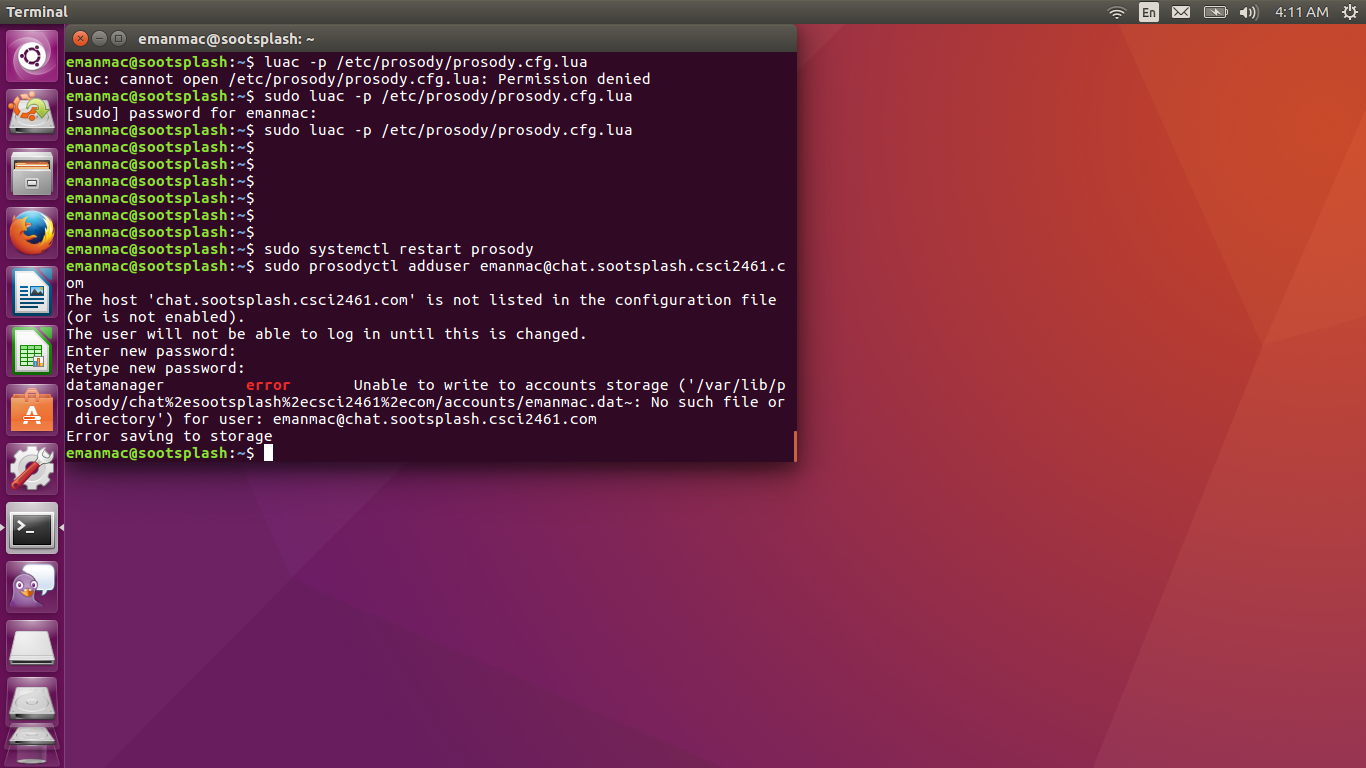 Terminal
En
4:11 AM
emanmac@sootsplash: ~
emanmac@sootsplash:~$ luac -p /etc/prosody/prosody.cfg.lua
luac: cannot open /etc/prosody/prosody.cfg.lua: Permission denied
emanmac@sootsplash:~$ sudo luac -p /etc/prosody/prosody.cfg.lua
[sudo] password for emanmac:
emanmac@sootsplash:~$ sudo luac -p /etc/prosody/prosody.cfg.lua
emanmac@sootsplash:~$
emanmac@sootsplash:~$
emanmac@sootsplash:~$
emanmac@sootsplash:~$
emanmac@sootsplash:~$
emanmac@sootsplash:~$
emanmac@sootsplash:~$ sudo systemctl restart prosody
emanmac@sootsplash:~$ sudo prosodyctl adduser emanmac@chat.sootsplash.csci2461.c
om
The host 'chat.sootsplash.csci2461.com' is not listed in the configuration file
(or is not enabled).
The user will not be able to log in until this is changed.
Enter new password:
Retype new password:
datamanager         error       Unable to write to accounts storage ('/var/lib/p
rosody/chat%2esootsplash%2ecsci2461%2ecom/accounts/emanmac.dat~: No such file or
 directory') for user: emanmac@chat.sootsplash.csci2461.com
Error saving to storage
emanmac@sootsplash:~$